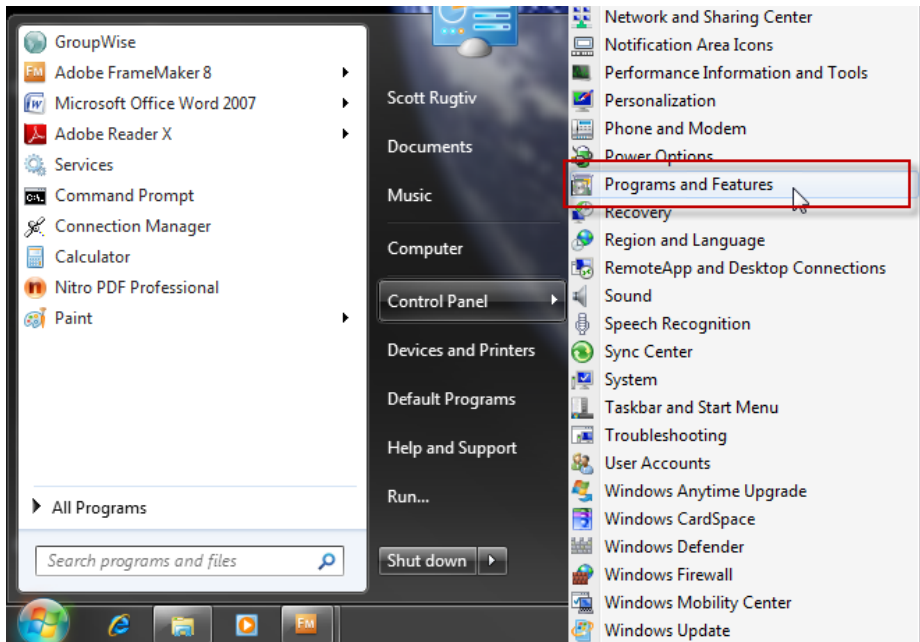 GroupWise
Adobe FrameMaker 8
Microsoft Office Word 2007
Adobe Reader X
Services
Command Prompt
Connection Manager
Calculator
Nitro PDF Professional
Paint
All Programs
Search programs and files
Scott Rugtiv
Documents
Music
Computer
Control Panel
Devices and Printers
Default Programs
Help and Support
Run...
Shut down
Network and Sharing Center
Notification Area Icons
Performance Information and Tools
Personalization
Phone and Modem
Power Options
Programs and Features
Recovery
Region and Language
RemoteApp and Desktop Connections
Sound
Speech Recognition
Sync Center
System
Taskbar and Start Menu
Troubleshooting
User Accounts
Windows Anytime Upgrade
Windows CardSpace
Windows Defender
Windows Firewall
Windows Mobility Center
Windows Update
FM